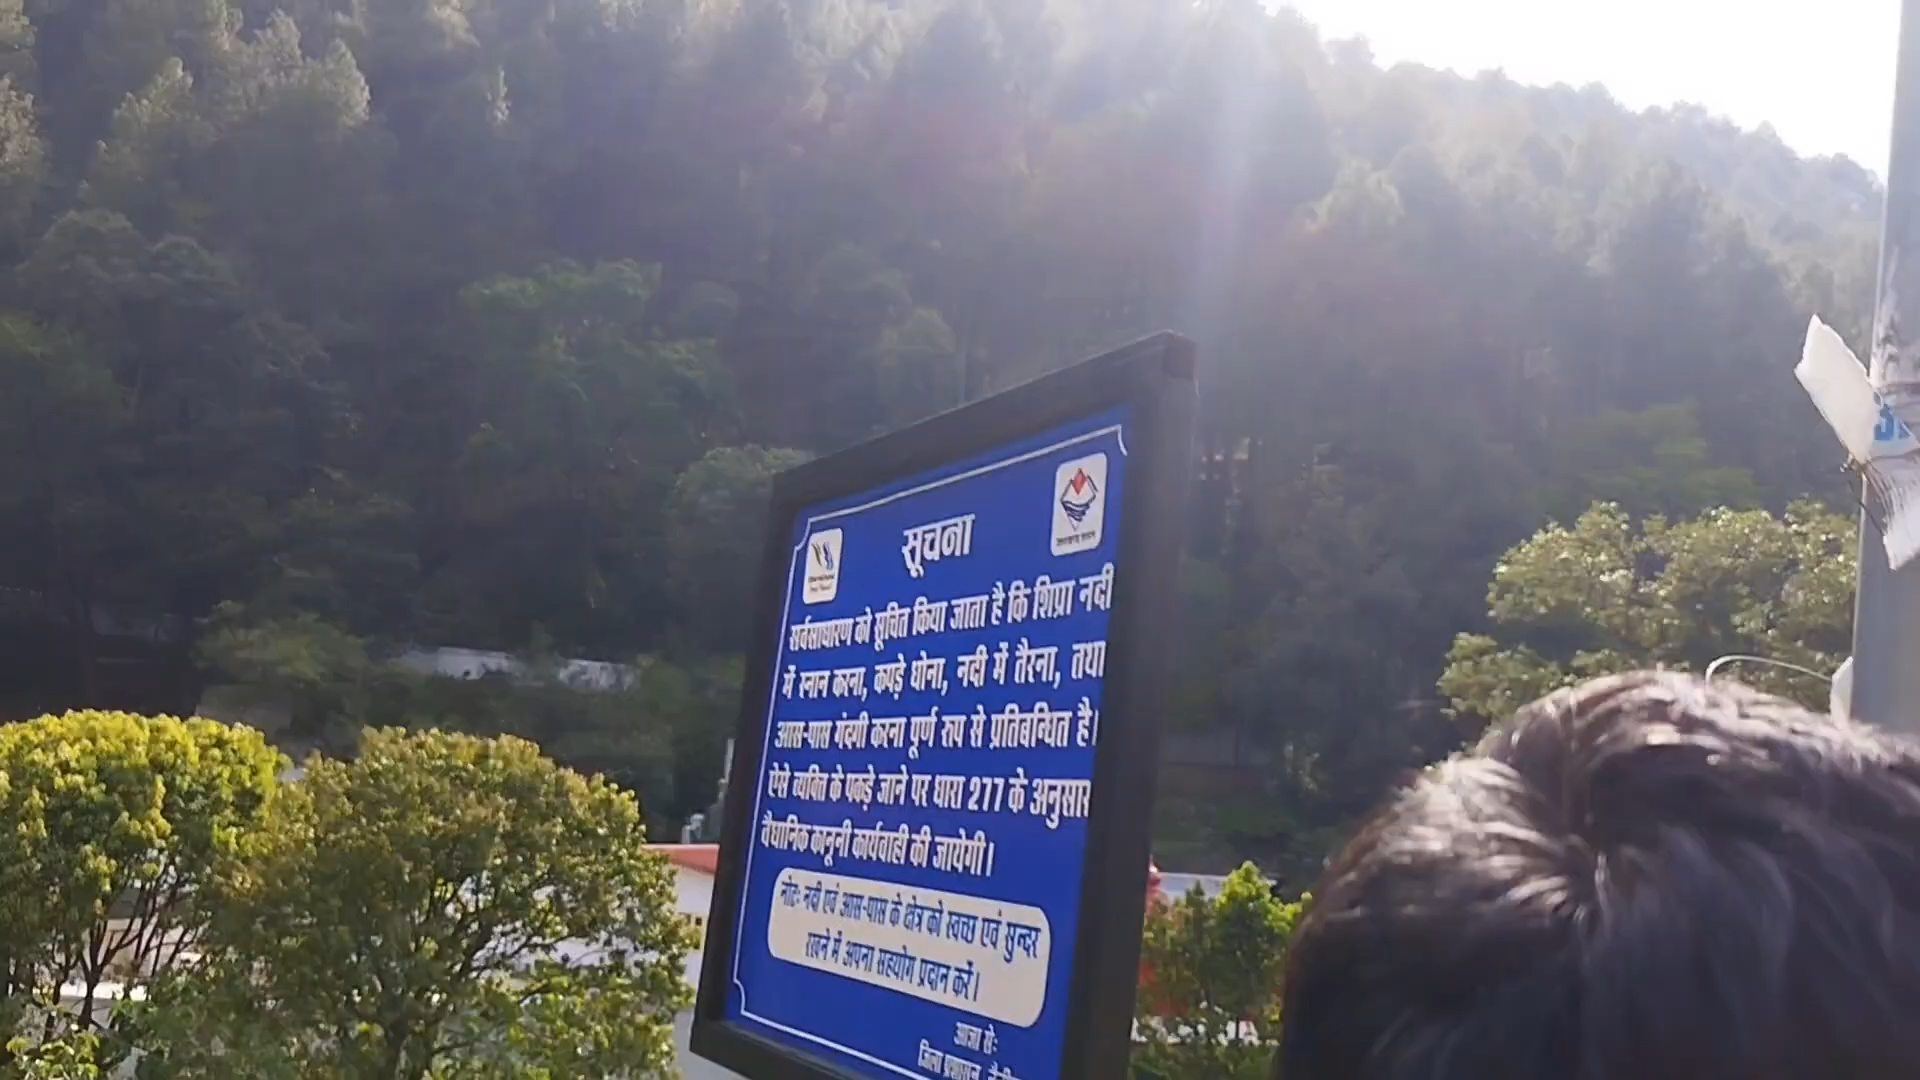 सूचना
सर्वसाधारण को सूचित किया जाता है कि शिप्रा नदी
में स्नान करना, कपड़े धोना, नदी में तैरना, तथा
आस-पास गंदगी करना पूर्ण रुप से प्रतिबन्धित है।
ऐसे व्यक्ति के पकड़े जाने पर धारा 277 के अनुसार
वैधानिक कानूनी कार्यवाही की जायेगी।
नोटः नदी एवं आस-पास के क्षेत्र को स्वच्छ एवं सुन्दर
रखने में अपना सहयोग प्रदान करें।
आज्ञा सेः
जिला प्रशासन,